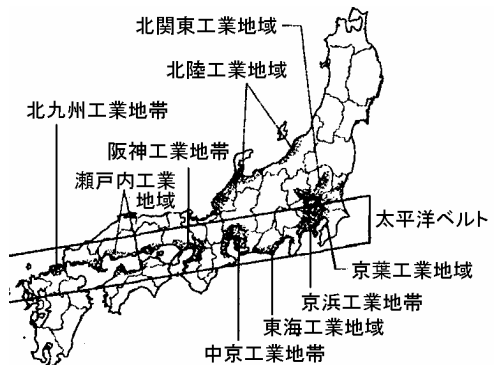 北関東工業地域
北陸工業地域
北九州工業地帯
阪神工業地帯
瀬戸内工業
地域
太平洋ベルト
京葉工業地域
京浜工業地帯
東海工業地域
中京工業地帯